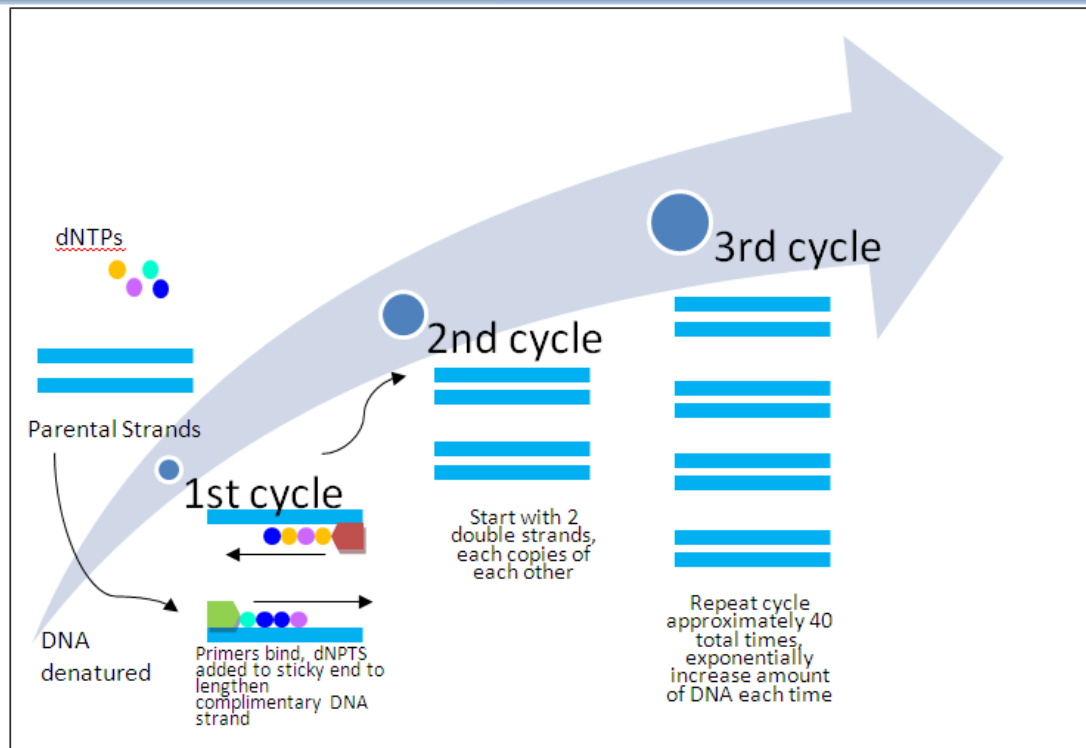 dNTPs
Parental Strands
DNA
denatured
1st cycle
Primers bind, dNPTS
added to sticky end to
lengthen
complimentary DNA
strand
2nd cycle
Start with 2
double strands,
each copies of
each other
3rd cycle
Repeat cycle
approximately 40
total times,
exponentially
increase amount
of DNA each time